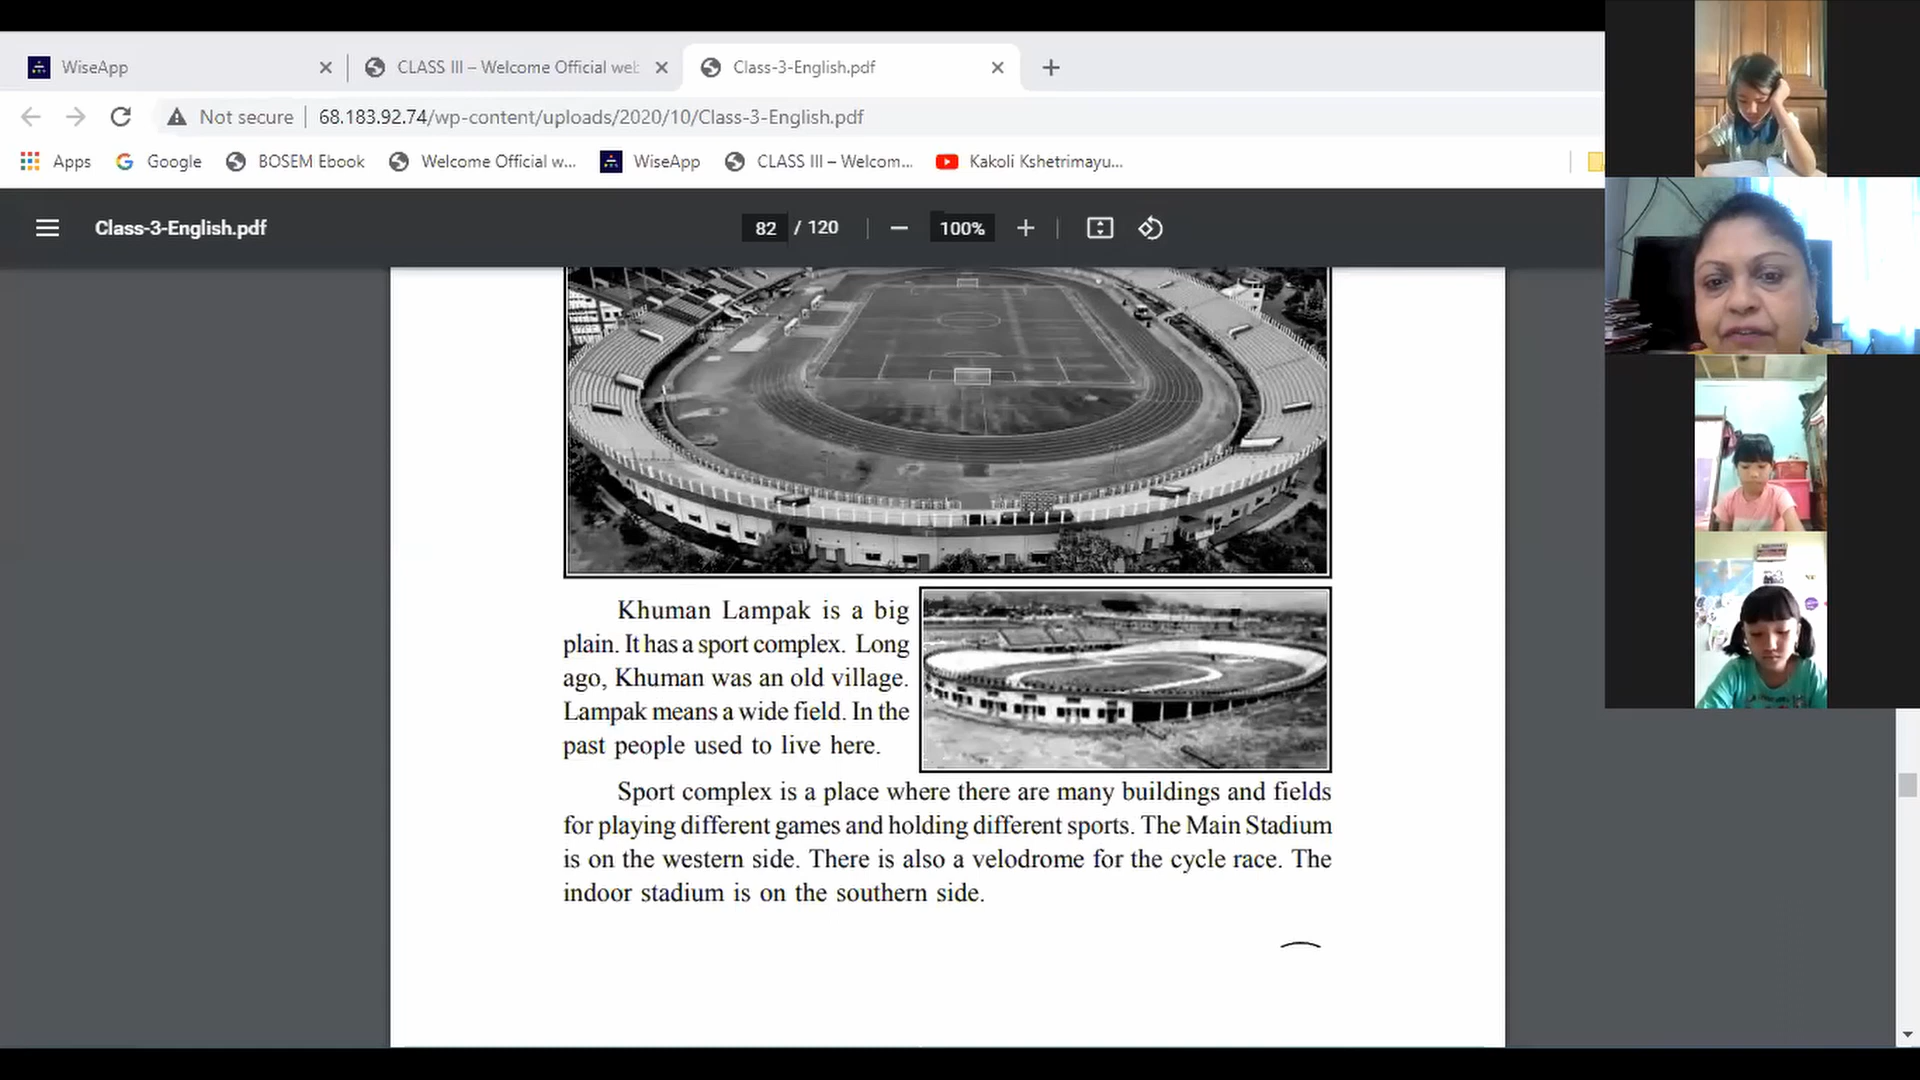 WiseApp
CLASS III – Welcome Official wel
Class-3-English.pdf
Not secure
68.183.92.74/wp-content/uploads/2020/10/Class-3-English.pdf
Apps
Google
BOSEM Ebook
Welcome Official w...
WiseApp
CLASS III – Welcom...
Kakoli Kshetrimayu...
Class-3-English.pdf
82 / 120
100%
Khuman Lampak is a big
plain. It has a sport complex. Long
ago, Khuman was an old village.
Lampak means a wide field. In the
past people used to live here.
Sport complex is a place where there are many buildings and fields
for playing different games and holding different sports. The Main Stadium
is on the western side. There is also a velodrome for the cycle race. The
indoor stadium is on the southern side.